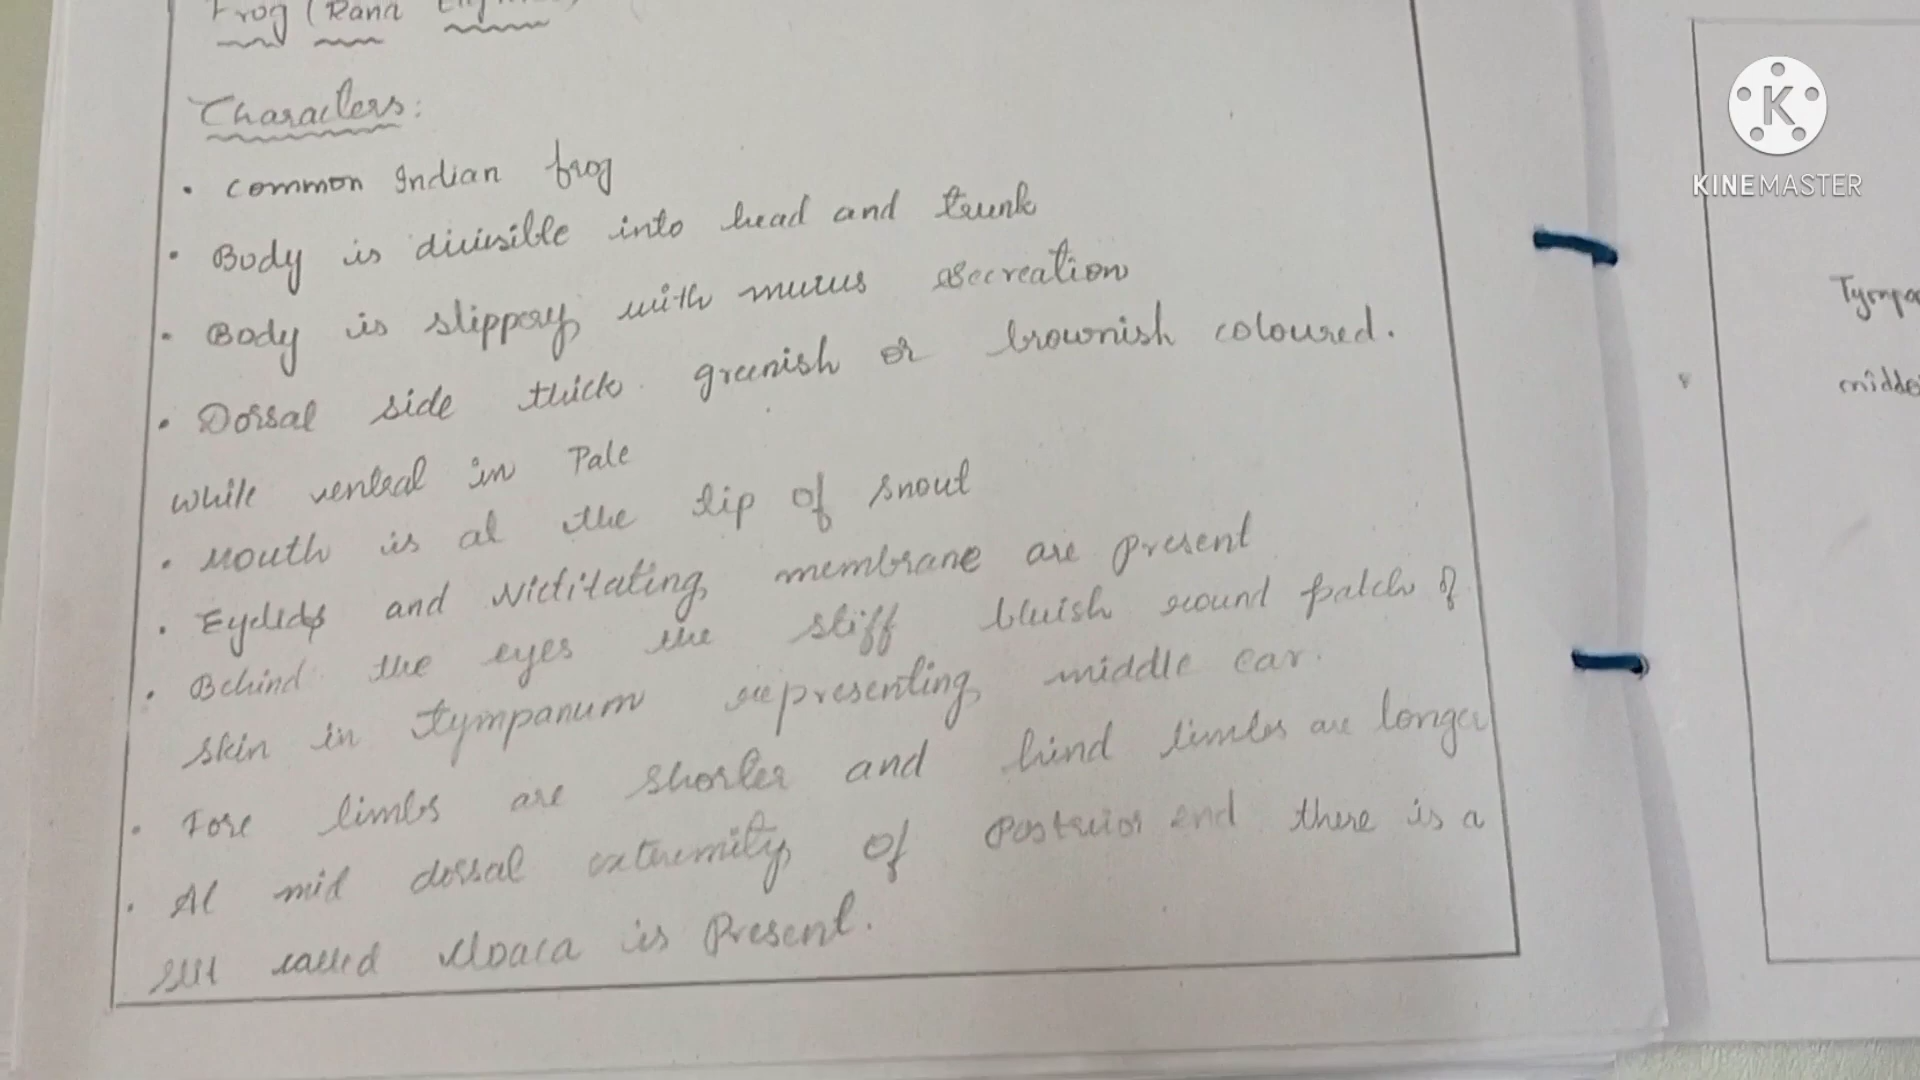 Frog (Rana
Characters:
• Common Indian frog
• Body is divisible into head and trunk
• Body is slippery with mucus secreation
• Dorsal side thick greenish or brownish coloured.
While ventral in Pale
• Mouth is at the tip of snout
• Eyelids and Nictitating membrane are present
• Behind the eyes the stiff bluish round patch of
skin in tympanum representing middle ear.
• Fore limbs are shorter and hind limbs are longer
• At mid dorsal extremity of Posterior end there is a
slit called cloaca is Present.
K
KINEMASTER